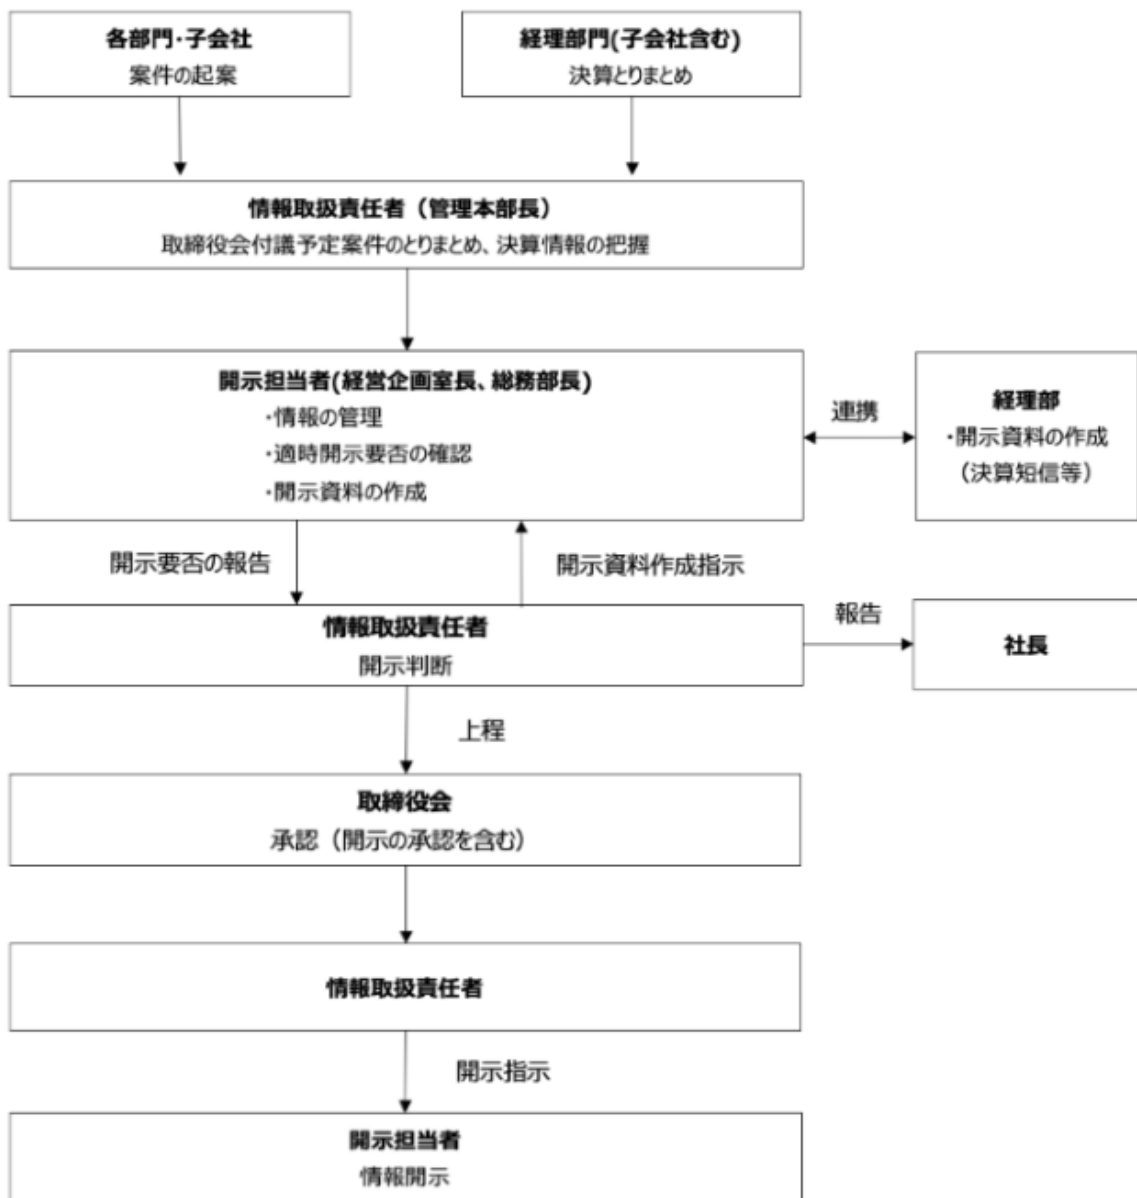 各部門・子会社
案件の起案
経理部門(子会社含む)
決算とりまとめ
情報取扱責任者（管理本部長）
取締役会付議予定案件のとりまとめ、決算情報の把握
開示担当者(経営企画室長、総務部長)
・情報の管理
・適時開示要否の確認
・開示資料の作成
連携
経理部
・開示資料の作成
（決算短信等）
開示要否の報告
開示資料作成指示
情報取扱責任者
開示判断
報告
社長
上程
取締役会
承認（開示の承認を含む）
情報取扱責任者
開示指示
開示担当者
情報開示